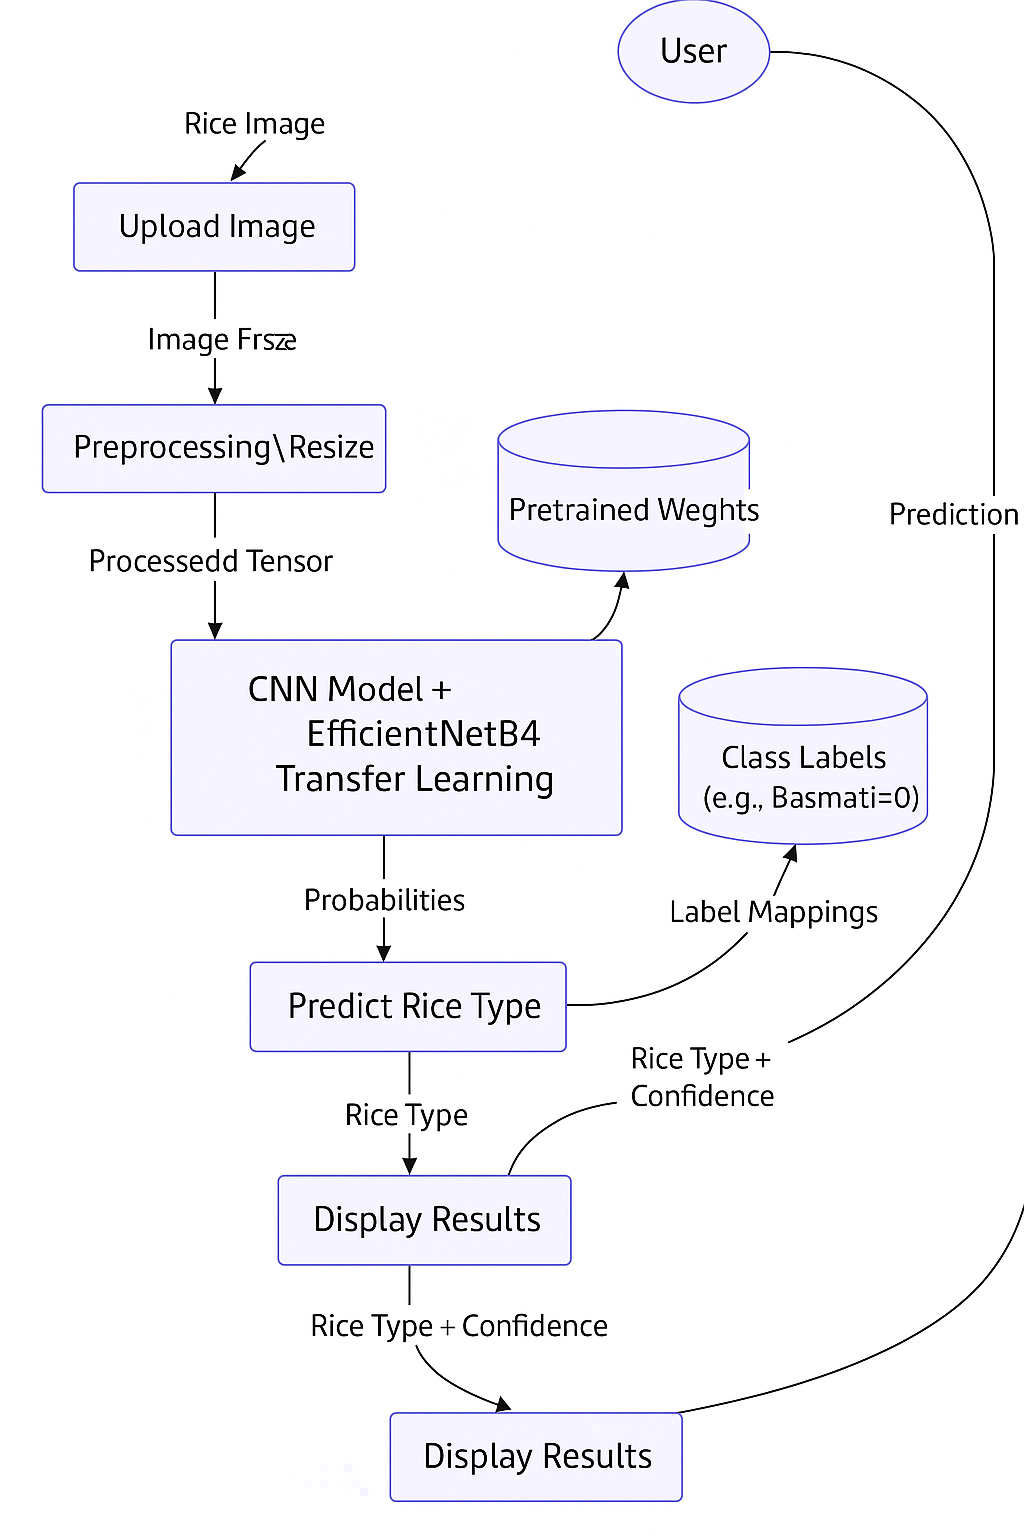 User
Rice Image
Upload Image
Image
Preprocessing\Resize
Pretrained Weghts
Prediction
Processedd Tensor
CNN Model +
EfficientNetB4
Transfer Learning
Class Labels
(e.g., Basmati=0)
Probabilities
Label Mappings
Predict Rice Type
Rice Type +
Confidence
Rice Type
Display Results
Rice Type + Confidence
Display Results